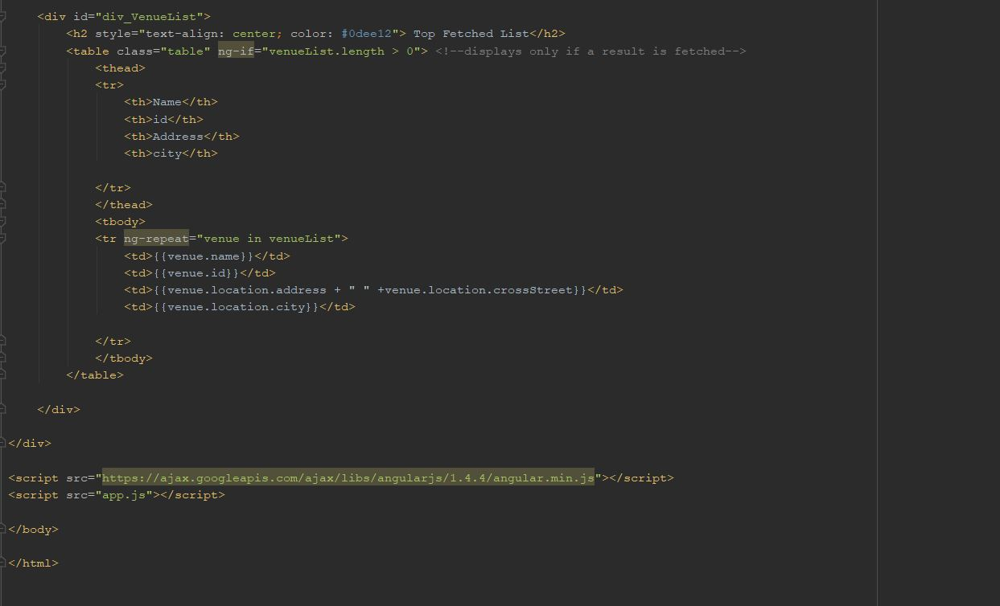 <div id="div_VenueList">
<h2 style="text-align: center; color: #0dee12"> Top Fetched List</h2>
<table class="table" ng-if="venueList.length > 0"> <!--displays only if a result is fetched-->
<thead>
<tr>
<th>Name</th>
<th>id</th>
<th>Address</th>
<th>city</th>
</tr>
</thead>
<tbody>
<tr ng-repeat="venue in venueList">
<td>{{venue.name}}</td>
<td>{{venue.id}}</td>
<td>{{venue.location.address + " " +venue.location.crossStreet}}</td>
<td>{{venue.location.city}}</td>
</tr>
</tbody>
</table>
</div>
</div>
<script src="https://ajax.googleapis.com/ajax/libs/angularjs/1.4.4/angular.min.js"></script>
<script src="app.js"></script>
</body>
</html>